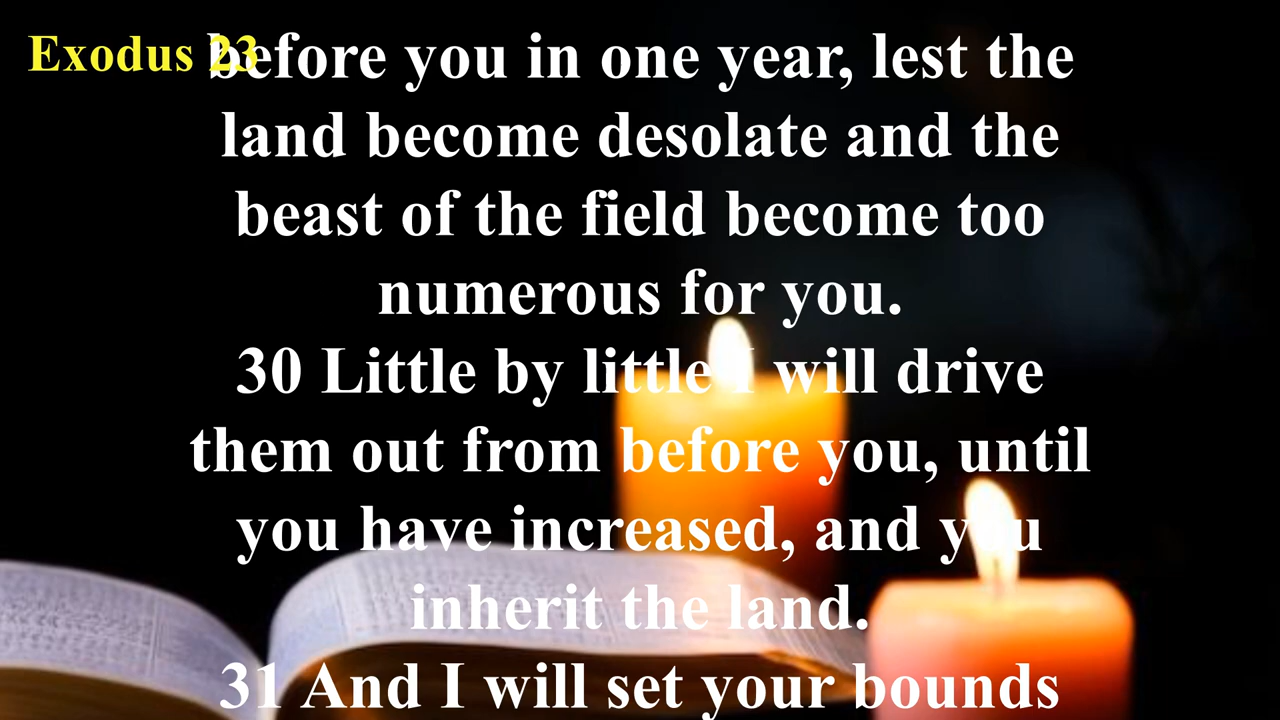 Exodus 23
before you in one year, lest the
land become desolate and the
beast of the field become too
numerous for you.
30 Little by little I will drive
them out from before you, until
you have increased, and you
inherit the land.
31 And I will set your bounds